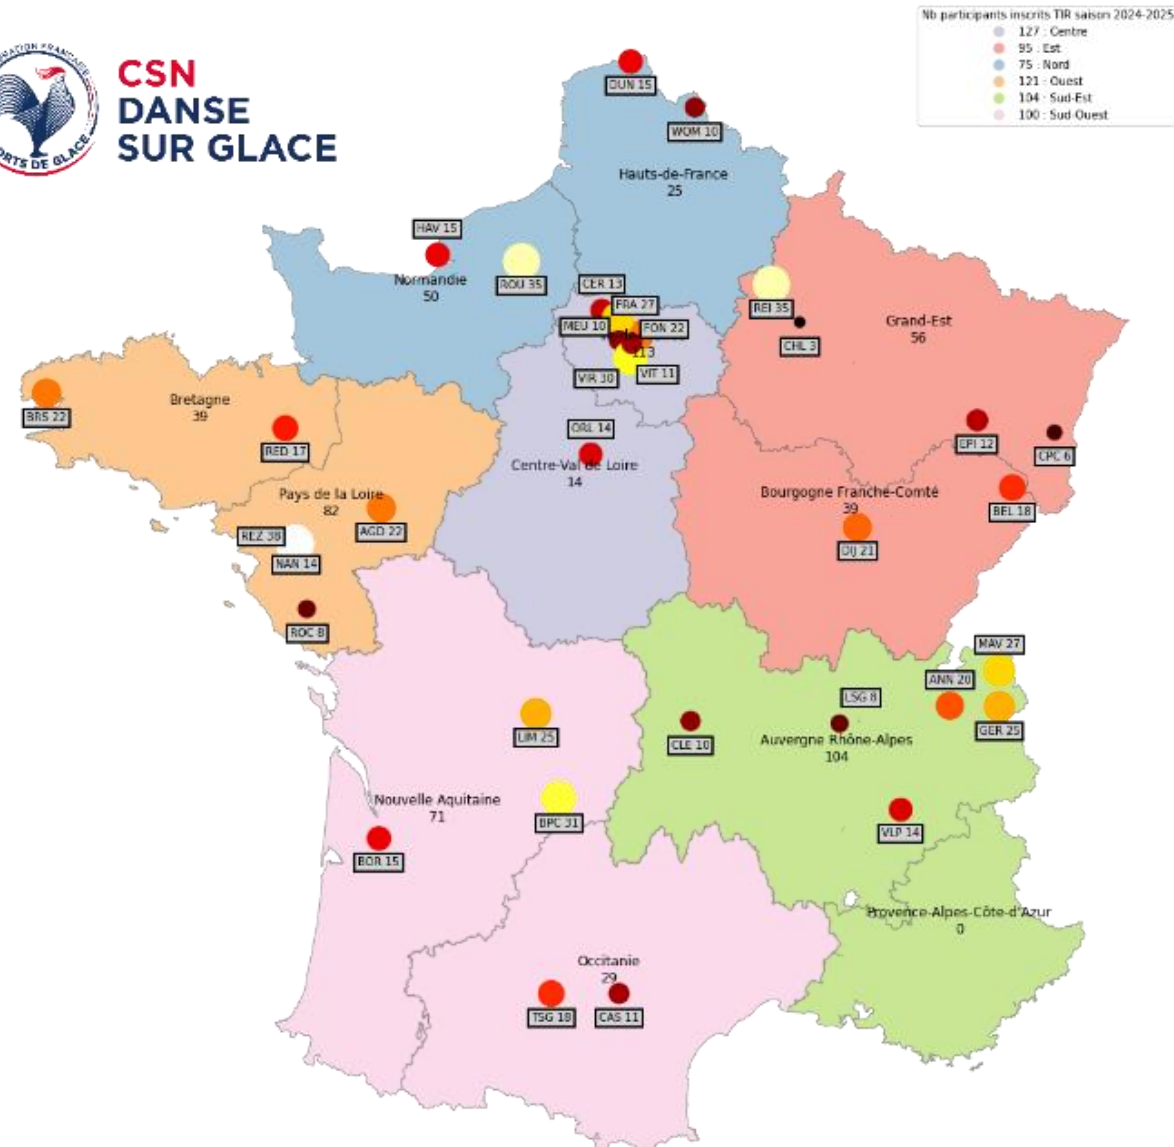 CSN
DANSE
SUR GLACE
ORTS DE GLACE
Nb participants inscrits TIR saison 2024-2025
127 : Centre
95 : Est
75 : Nord
121 : Ouest
104 : Sud-Est
100 : Sud-Ouest
DUN 15
WOM 10
Hauts-de-France
25
HAV 15
ROU 35
Normandie
50
CER 13
FRA 27
MEU 10
FON 22
113
VIR 30
VIT 11
REI 35
CHL 3
Grand-Est
56
EPI 12
CPC 6
BRS 22
Bretagne
39
RED 17
ORL 14
Centre-Val de Loire
14
Pays de la Loire
82
AGD 22
REZ 38
NAN 14
ROC 8
Bourgogne Franche-Comté
39
DIJ 21
BEL 18
MAV 27
ANN 20
GER 25
LSG 8
CLE 10
Auvergne Rhône-Alpes
104
VLP 14
LIM 25
BPC 31
Nouvelle Aquitaine
71
BOR 15
Provence-Alpes-Côte-d'Azur
0
Occitanie
29
TSG 18
CAS 11